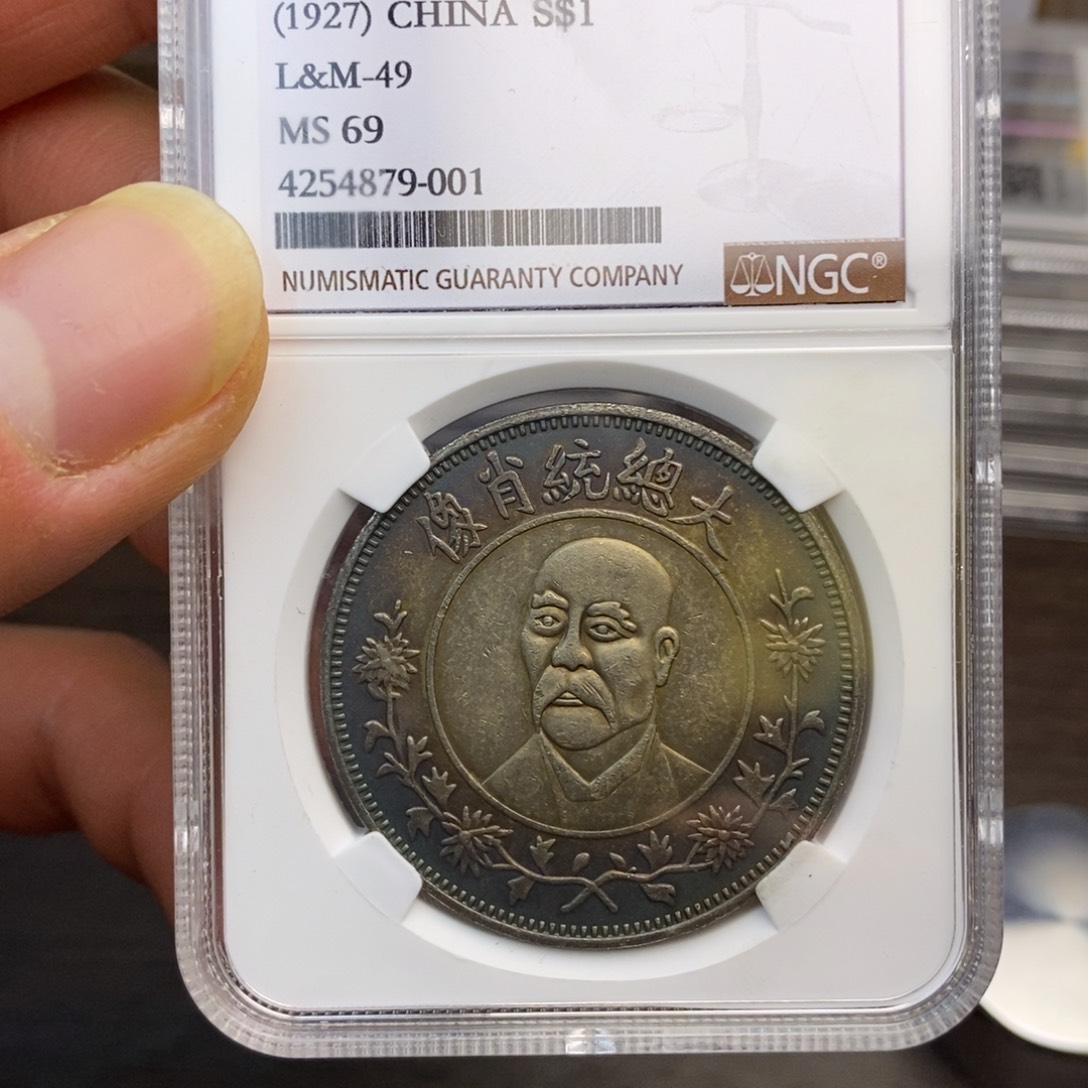 (1927) CHINA S$1
L&M-49
MS 69
4254879-001
NUMISMATIC GUARANTY COMPANY
NGC®
大總統肖像